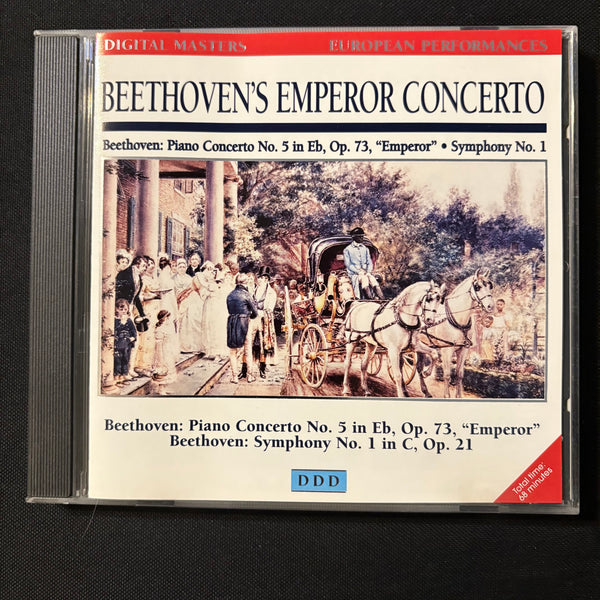 DIGITAL MASTERS EUROPEAN PERFORMANCES
BEETHOVEN'S EMPEROR CONCERTO
Beethoven: Piano Concerto No. 5 in Eb, Op. 73, “Emperor” • Symphony No. 1
Beethoven: Piano Concerto No. 5 in Eb, Op. 73, “Emperor”
Beethoven: Symphony No. 1 in C, Op. 21
DDD
Total time:
68 minutes